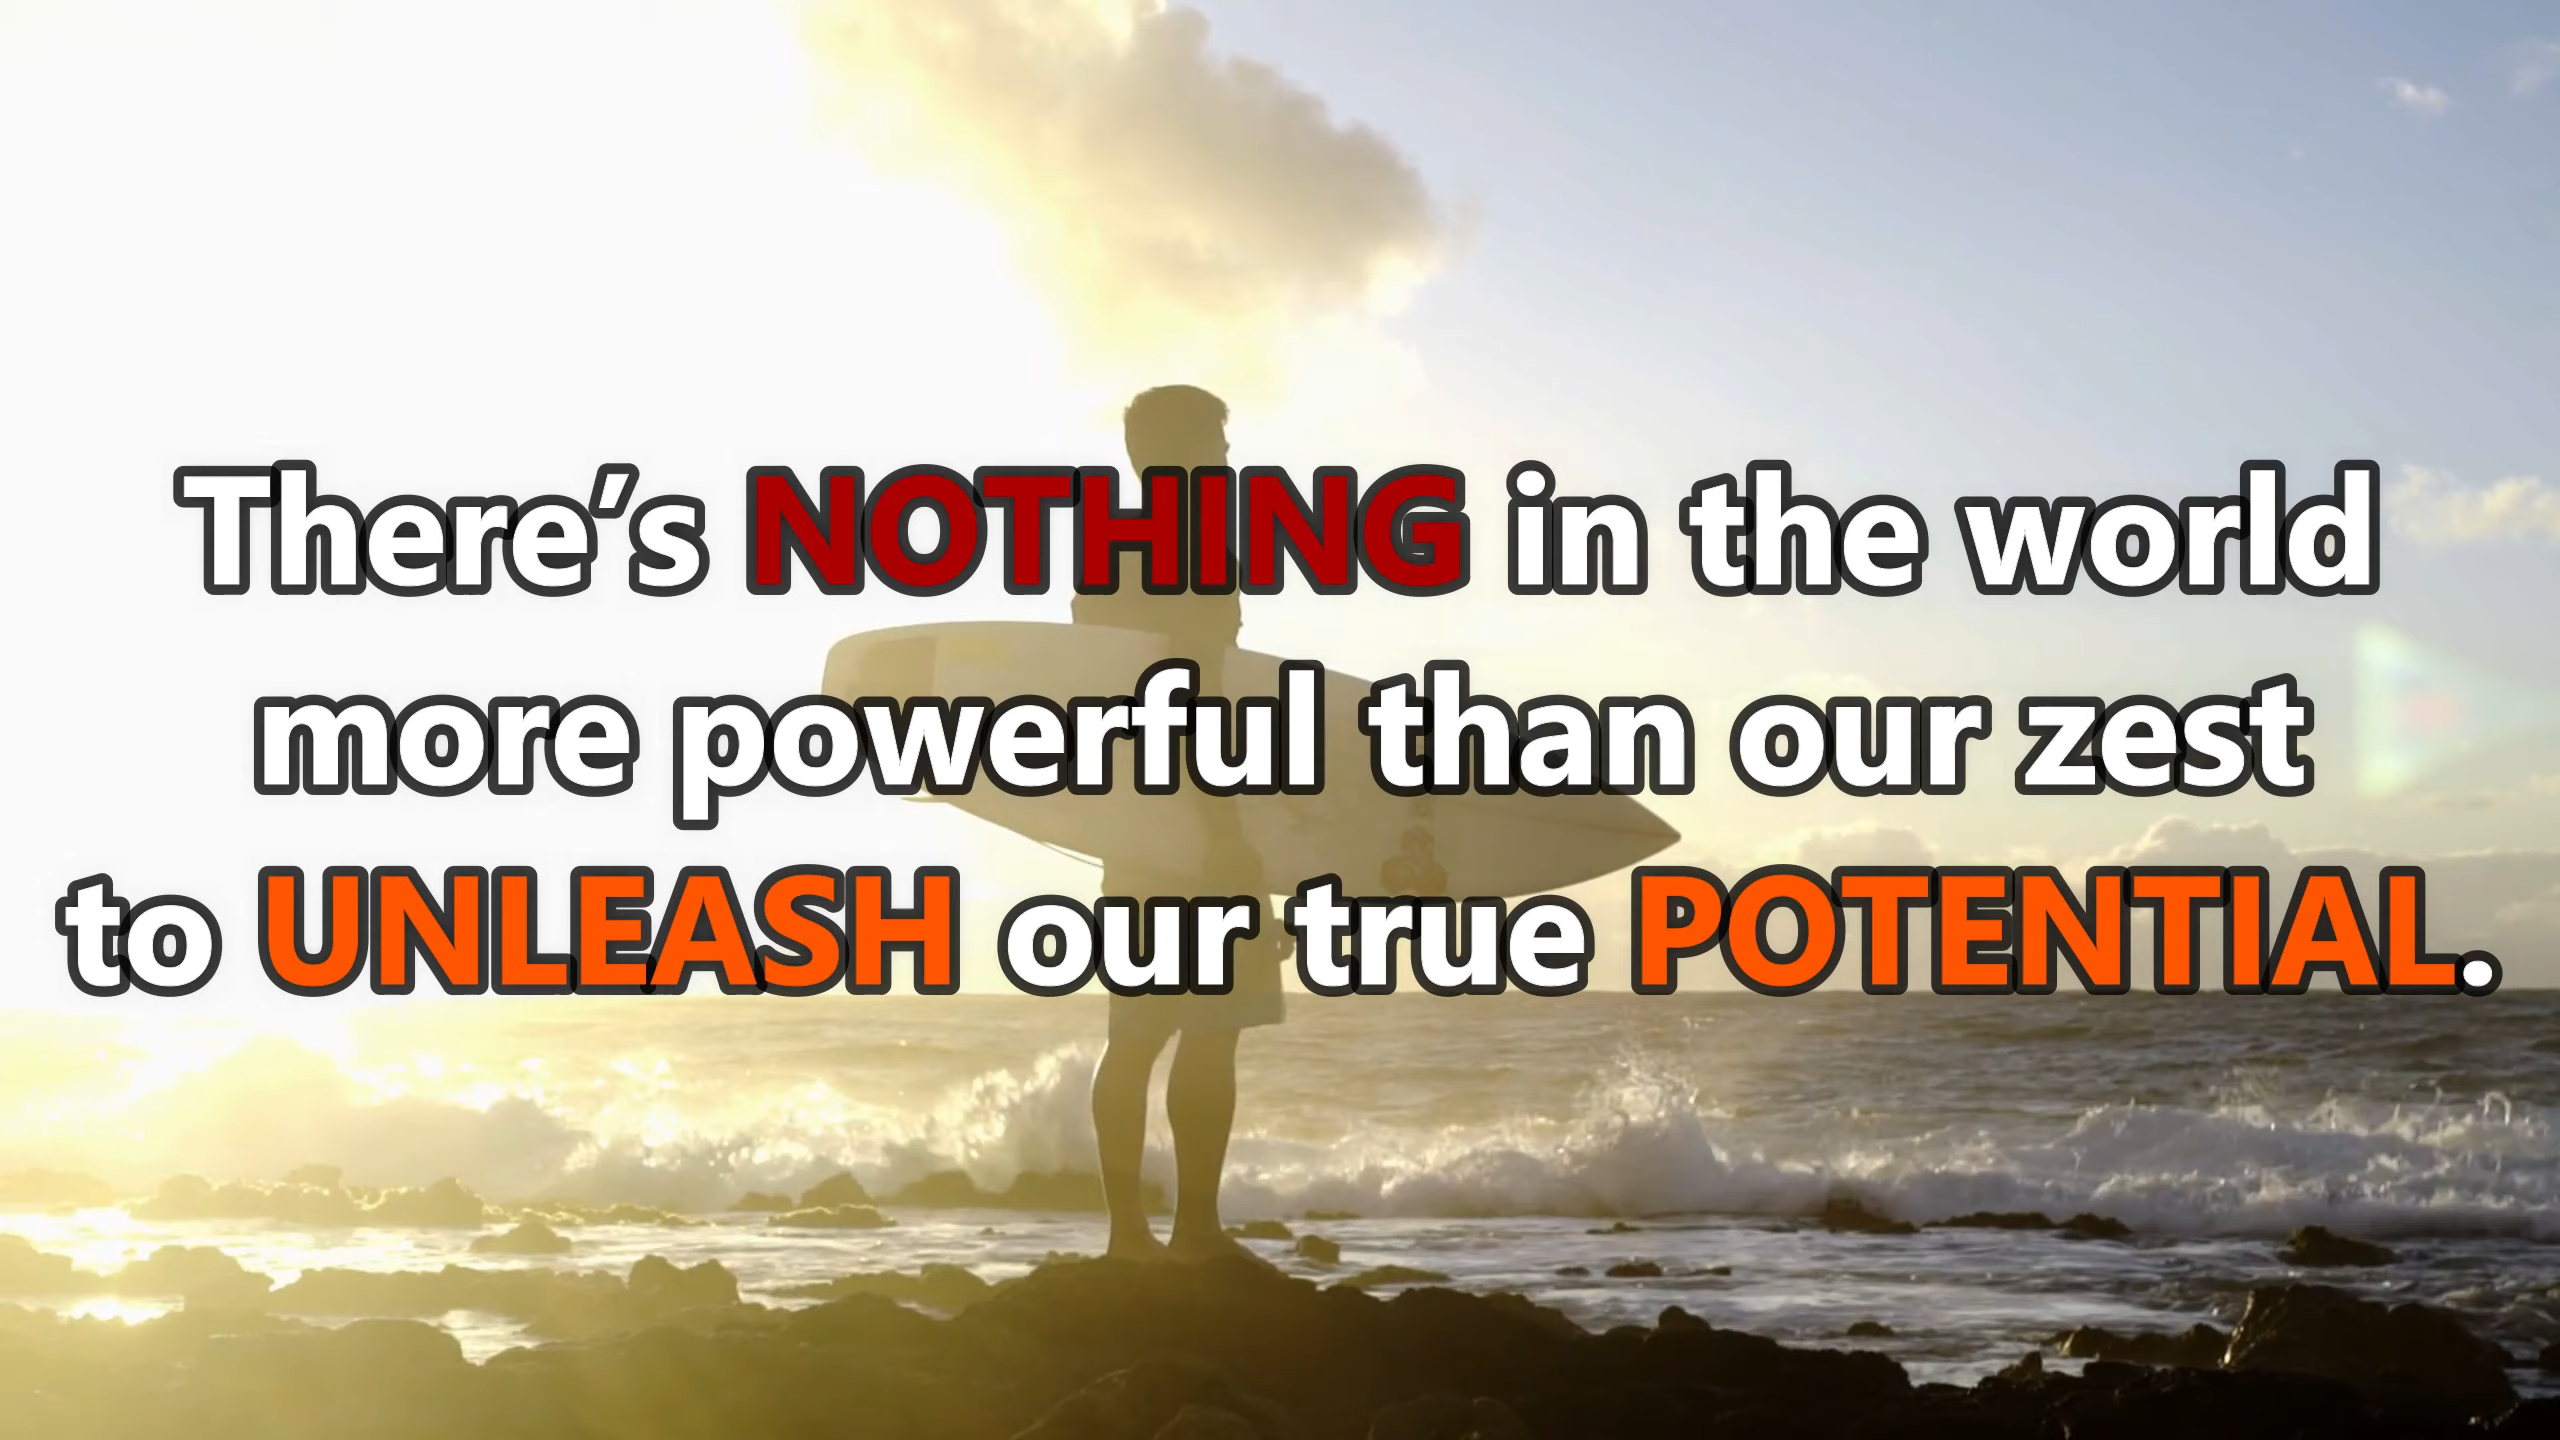 There’s NOTHING in the world
more powerful than our zest
to UNLEASH our true POTENTIAL.